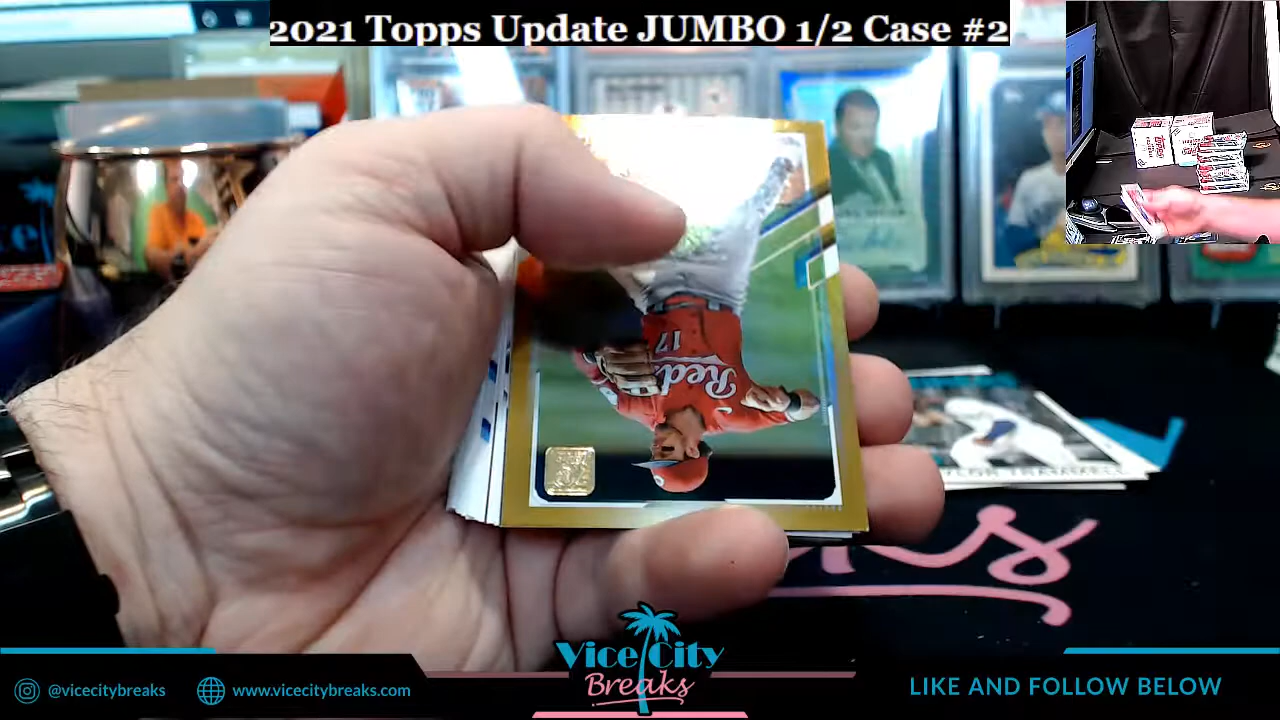 2021 Topps Update JUMBO 1/2 Case #2
Reds
17
Vice City
Breaks
@vicecitybreaks
www.vicecitybreaks.com
LIKE AND FOLLOW BELOW